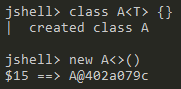 jshell> class A<T> {}
|  created class A

jshell> new A<>()
$15 ==> A@402a079c